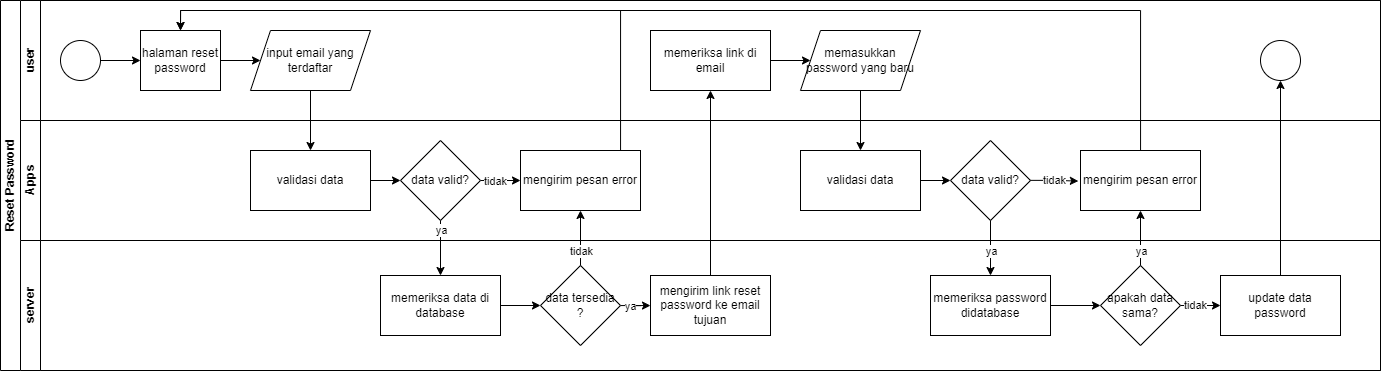 Reset Password
user
halaman reset
password
input email yang
terdaftar
memeriksa link di
email
memasukkan
password yang baru
Apps
validasi data
data valid?
tidak
mengirim pesan error
validasi data
data valid?
tidak
mengirim pesan error
ya
tidak
ya
ya
server
memeriksa data di
database
data tersedia
?
ya
mengirim link reset
password ke email
tujuan
memeriksa password
didatabase
apakah data
sama?
tidak
update data
password